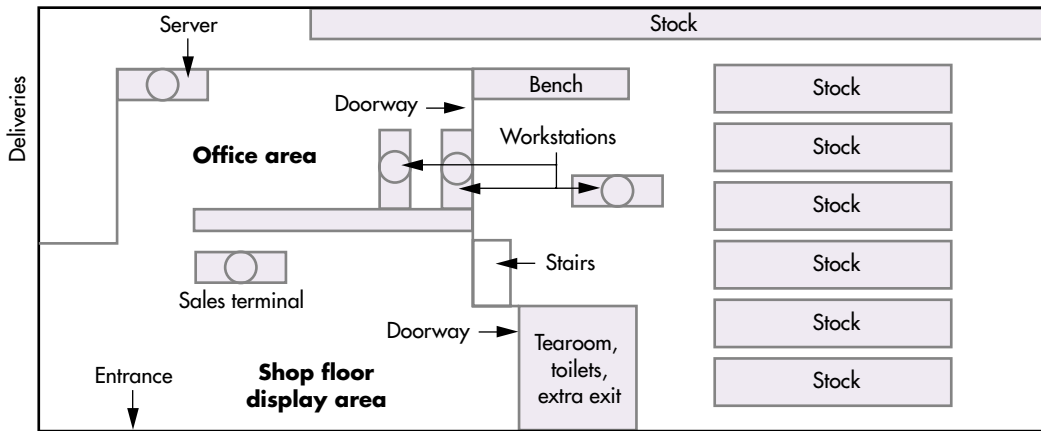 Server
Stock
Deliveries
Doorway
Bench
Stock
Office area
Workstations
Stock
Stock
Stairs
Stock
Sales terminal
Doorway
Tearoom,
toilets,
extra exit
Stock
Entrance
Shop floor
display area
Stock